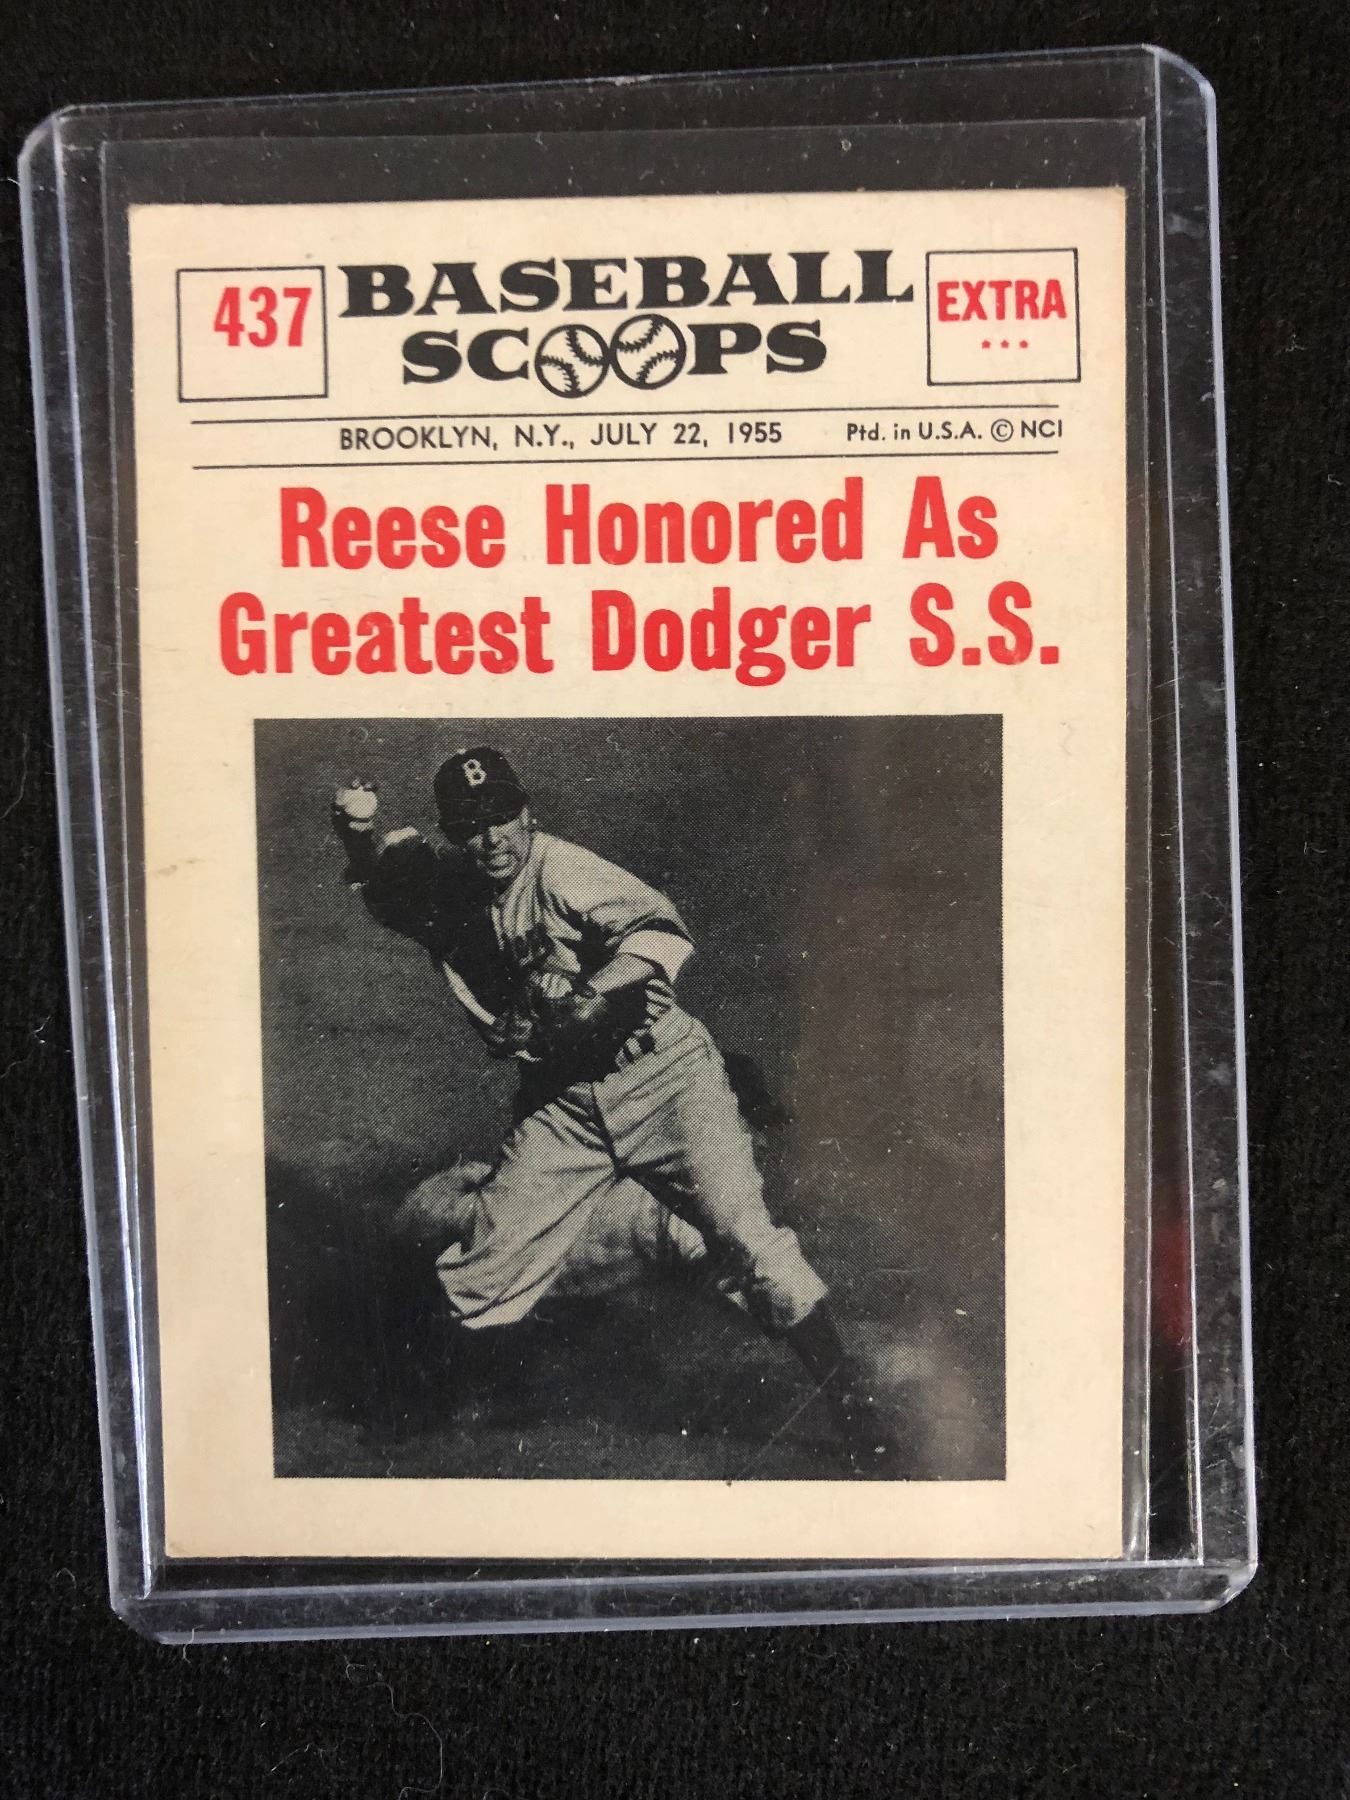 437
BASEBALL
SCOOPS
EXTRA
BROOKLYN, N.Y., JULY 22, 1955 Ptd. in U.S.A. © NCI
Reese Honored As
Greatest Dodger S.S.
B